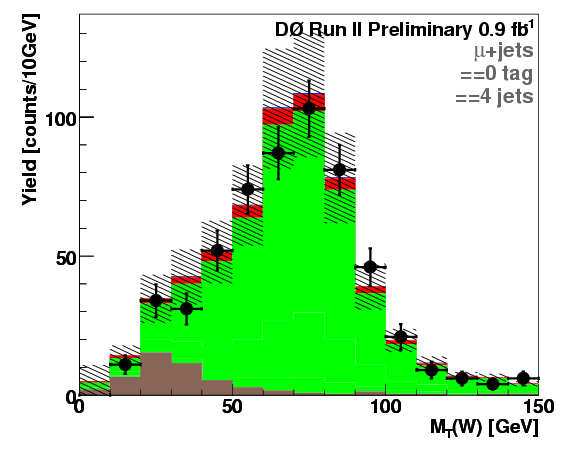 DØ Run II Preliminary 0.9 fb-1
μ+jets
==0 tag
==4 jets
Yield [counts/10GeV]
100
50
0
0 50 100 150
MT(W) [GeV]